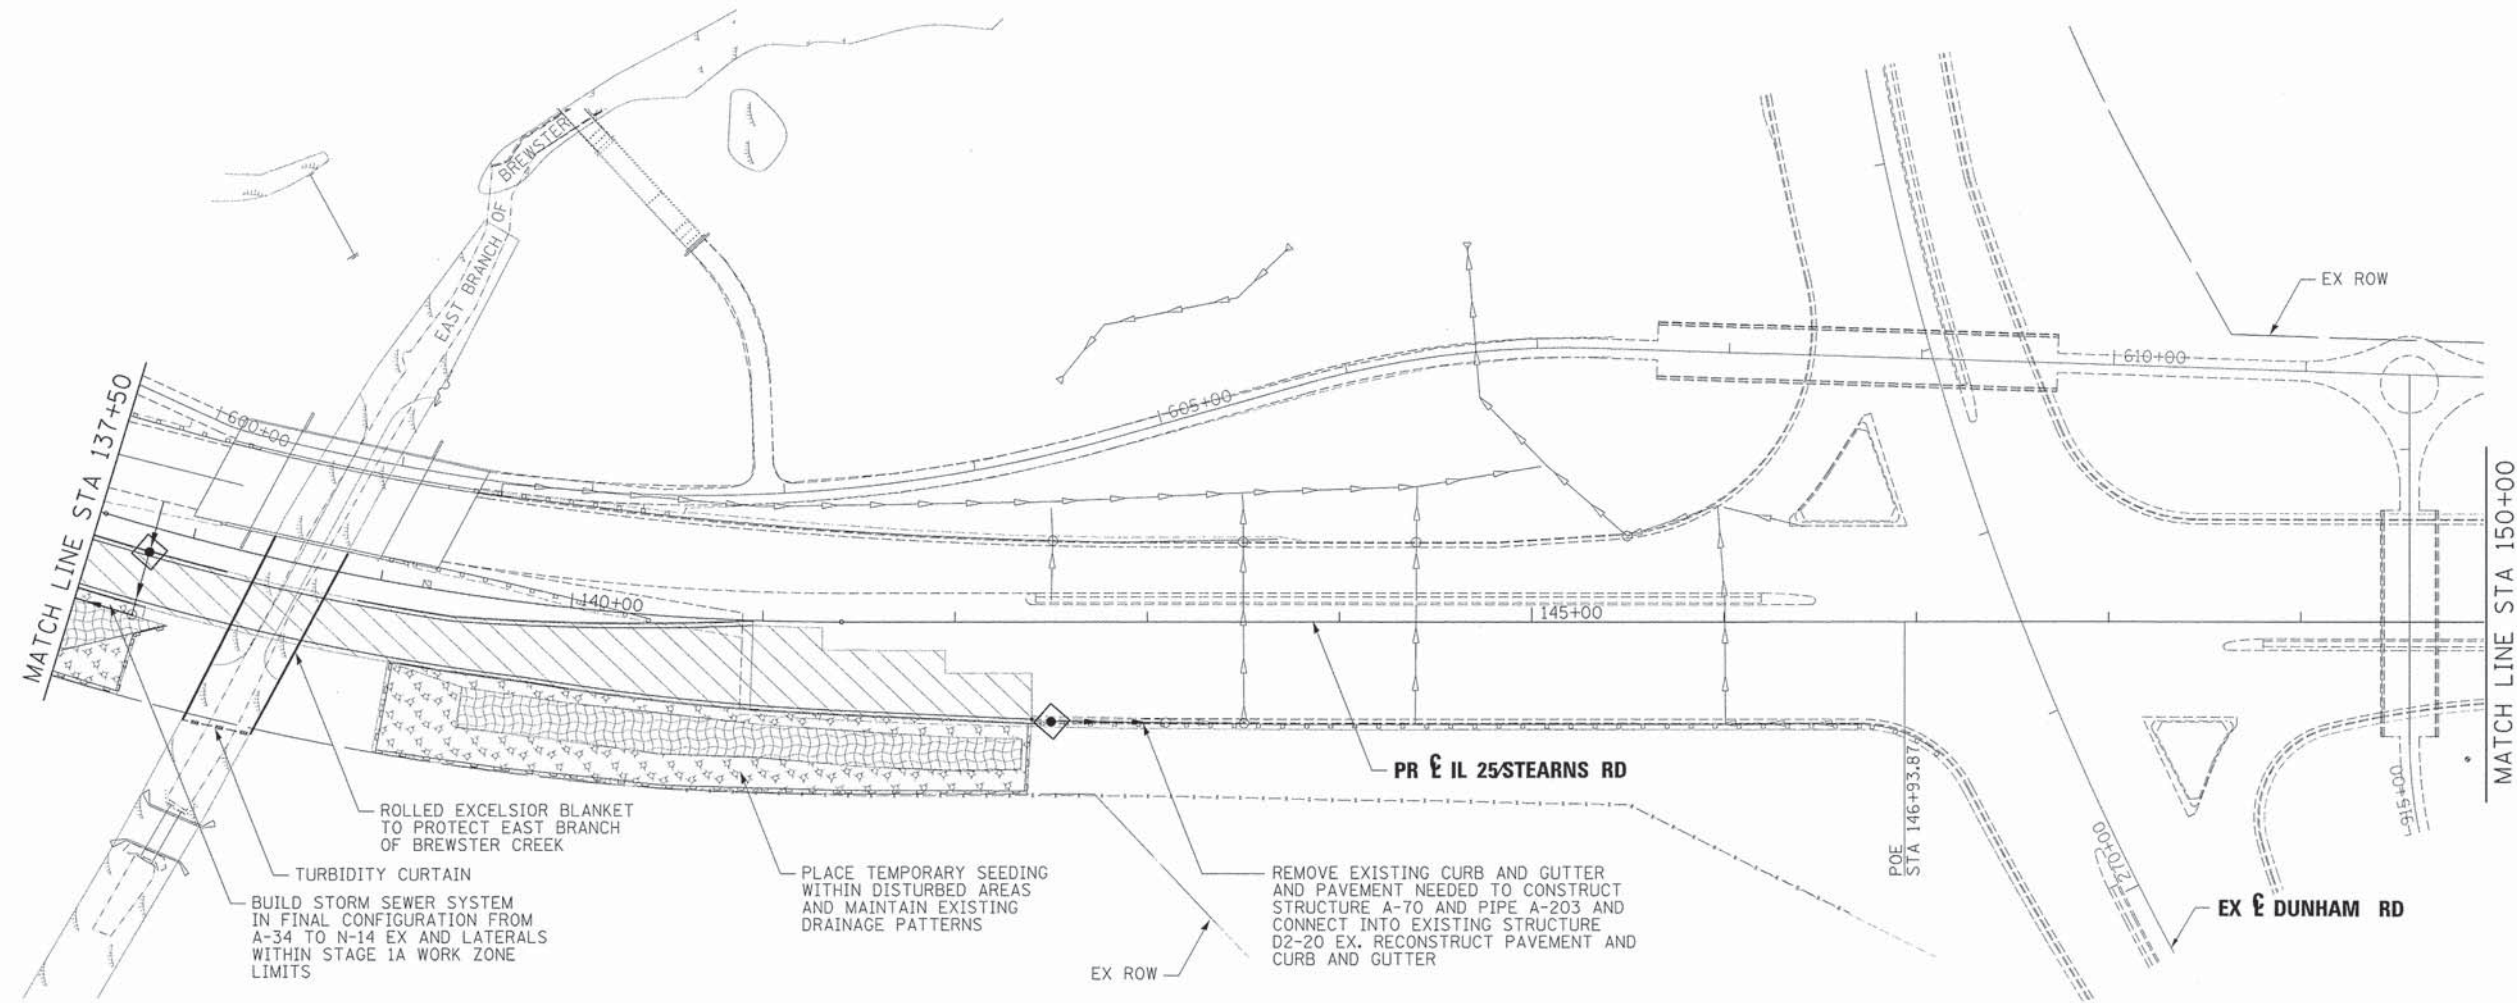 BREWSTER
EAST BRANCH OF
EX ROW
MATCH LINE STA 137+50
600+00
605+00
610+00
140+00
145+00
MATCH LINE STA 150+00
PR ℄ IL 25/STEARNS RD
POE
STA 146+93.87
915+00
270+00
EX ℄ DUNHAM RD
ROLLED EXCELSIOR BLANKET
TO PROTECT EAST BRANCH
OF BREWSTER CREEK
TURBIDITY CURTAIN
BUILD STORM SEWER SYSTEM
IN FINAL CONFIGURATION FROM
A-34 TO N-14 EX AND LATERALS
WITHIN STAGE 1A WORK ZONE
LIMITS
PLACE TEMPORARY SEEDING
WITHIN DISTURBED AREAS
AND MAINTAIN EXISTING
DRAINAGE PATTERNS
EX ROW
REMOVE EXISTING CURB AND GUTTER
AND PAVEMENT NEEDED TO CONSTRUCT
STRUCTURE A-70 AND PIPE A-203 AND
CONNECT INTO EXISTING STRUCTURE
D2-20 EX. RECONSTRUCT PAVEMENT AND
CURB AND GUTTER